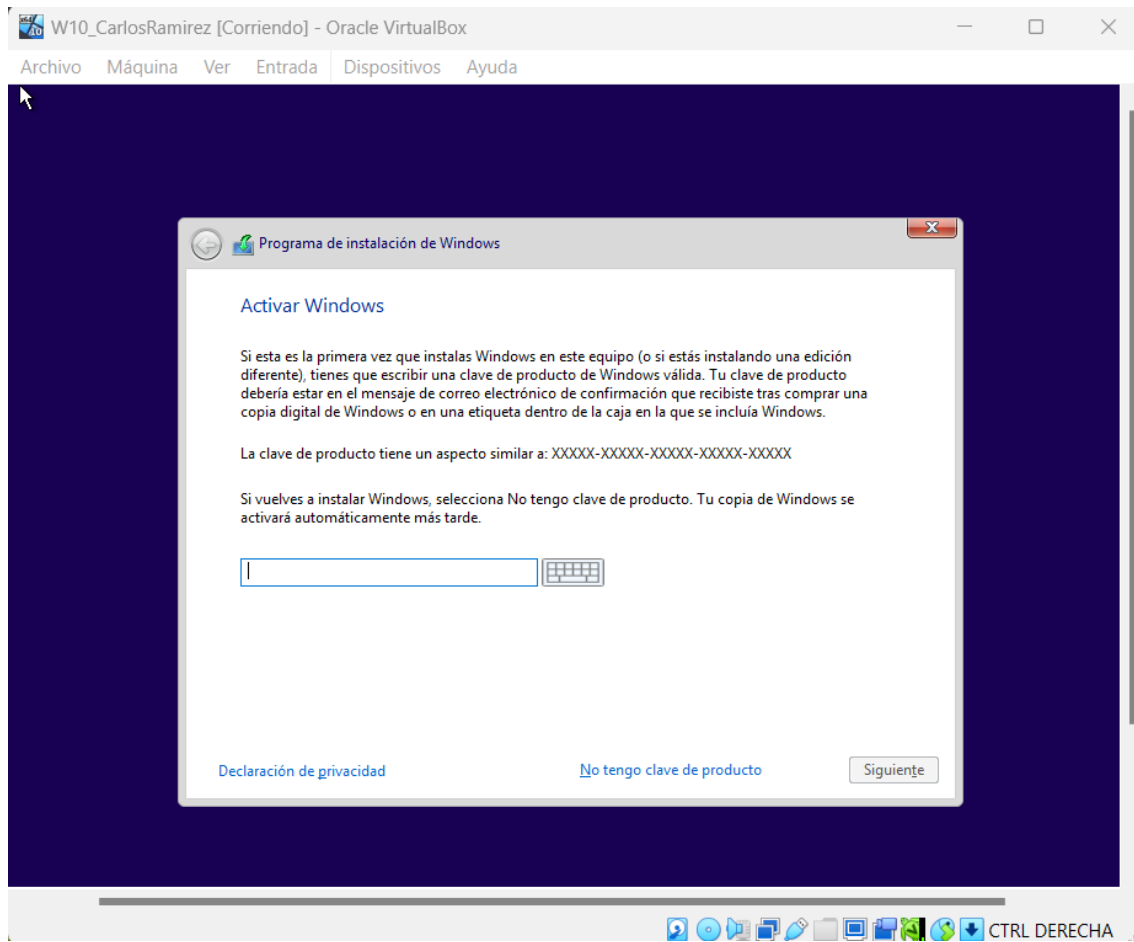 W10_CarlosRamirez [Corriendo] - Oracle VirtualBox
Archivo Máquina Ver Entrada Dispositivos Ayuda
Programa de instalación de Windows
Activar Windows
Si esta es la primera vez que instalas Windows en este equipo (o si estás instalando una edición
diferente), tienes que escribir una clave de producto de Windows válida. Tu clave de producto
debería estar en el mensaje de correo electrónico de confirmación que recibiste tras comprar una
copia digital de Windows o en una etiqueta dentro de la caja en la que se incluía Windows.
La clave de producto tiene un aspecto similar a: XXXXX-XXXXX-XXXXX-XXXXX-XXXXX
Si vuelves a instalar Windows, selecciona No tengo clave de producto. Tu copia de Windows se
activará automáticamente más tarde.
Declaración de privacidad No tengo clave de producto Siguiente
CTRL DERECHA